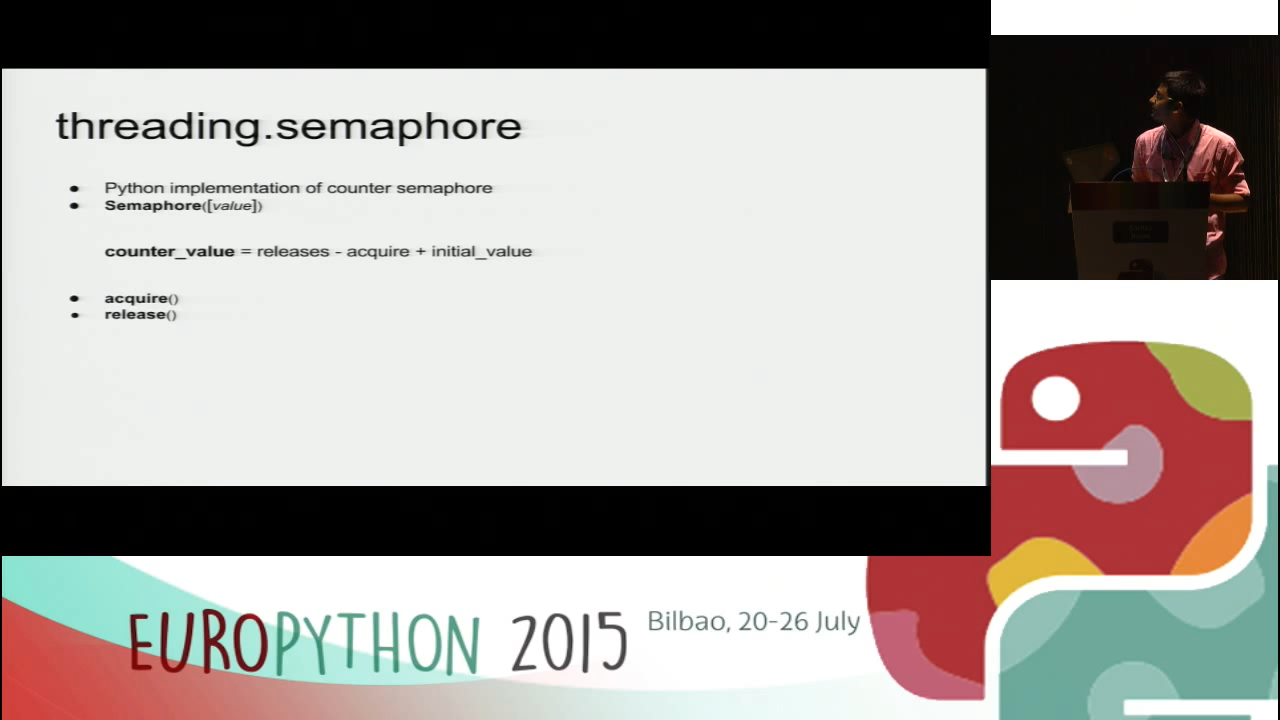 threading.semaphore
● Python implementation of counter semaphore
● Semaphore([value])
counter_value = releases - acquire + initial_value
● acquire()
● release()
EUROPYTHON 2015 Bilbao, 20-26 July